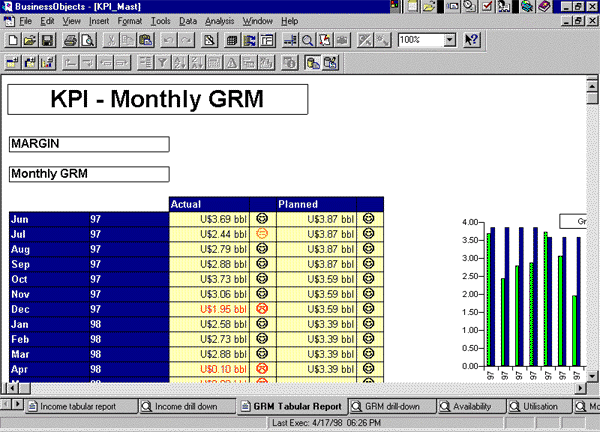 BusinessObjects - [KPI_Mast]
File Edit View Insert Format Tools Data Analysis Window Help
100%
KPI - Monthly GRM
MARGIN
Monthly GRM
Actual Planned
Jun 97 U$3.69 bbl U$3.87 bbl
Jul 97 U$2.44 bbl U$3.87 bbl
Aug 97 U$2.79 bbl U$3.87 bbl
Sep 97 U$2.88 bbl U$3.87 bbl
Oct 97 U$3.73 bbl U$3.59 bbl
Nov 97 U$3.06 bbl U$3.59 bbl
Dec 97 U$1.95 bbl U$3.59 bbl
Jan 98 U$2.58 bbl U$3.39 bbl
Feb 98 U$2.73 bbl U$3.39 bbl
Mar 98 U$2.88 bbl U$3.39 bbl
Apr 98 U$0.10 bbl U$3.39 bbl
G
4.00
3.50
3.00
2.50
2.00
1.50
1.00
0.50
0.00
97 97 97 97 97 97 97
Income tabular report Income drill down GRM Tabular Report GRM drill-down Availability Utilisation Mo
Last Exec: 4/17/98 06:26 PM